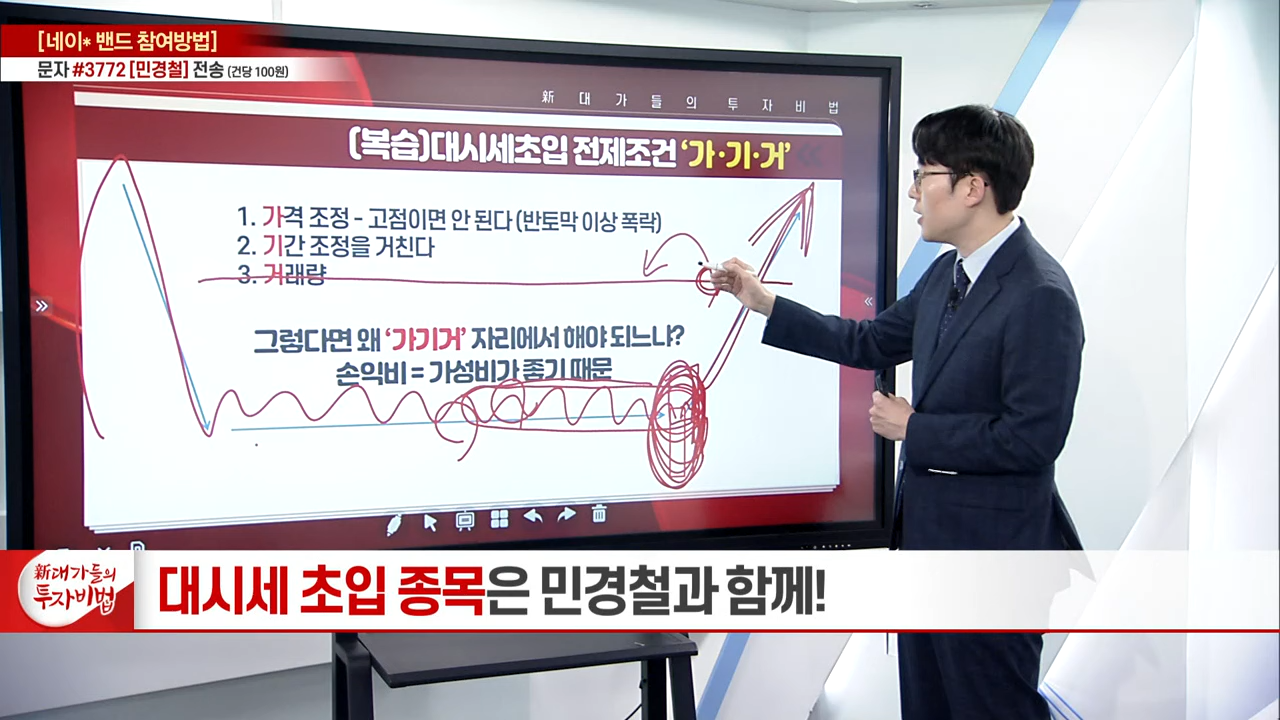 [네이* 밴드 참여방법]
문자 #3772 [민경철] 전송 (건당 100원)
新 대가들의 투자비법
(복습)대시세초입 전제조건 '가·기·거'
1. 가격 조정 - 고점이면 안 된다 (반토막 이상 폭락)
2. 기간 조정을 거친다
3. 거래량
그렇다면 왜 '가기거' 자리에서 해야 되느냐?
손익비 = 가성비가 좋기 때문
新대가들의
투자비법
대시세 초입 종목은 민경철과 함께!